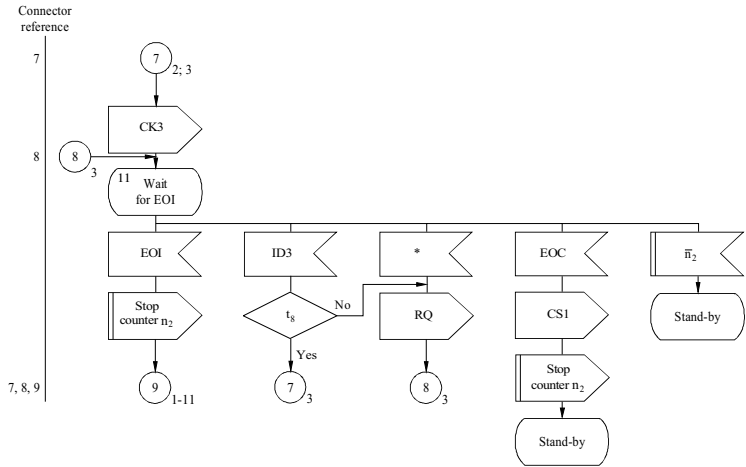 Connector
reference
7
7
2; 3
CK3
8
8
3
11
Wait
for EOI
EOI
ID3
*
EOC
n̅₂
Stop
counter n₂
t₈
No
RQ
CS1
Stand-by
Yes
7, 8, 9
9
1-11
7
3
8
3
Stop
counter n₂
Stand-by